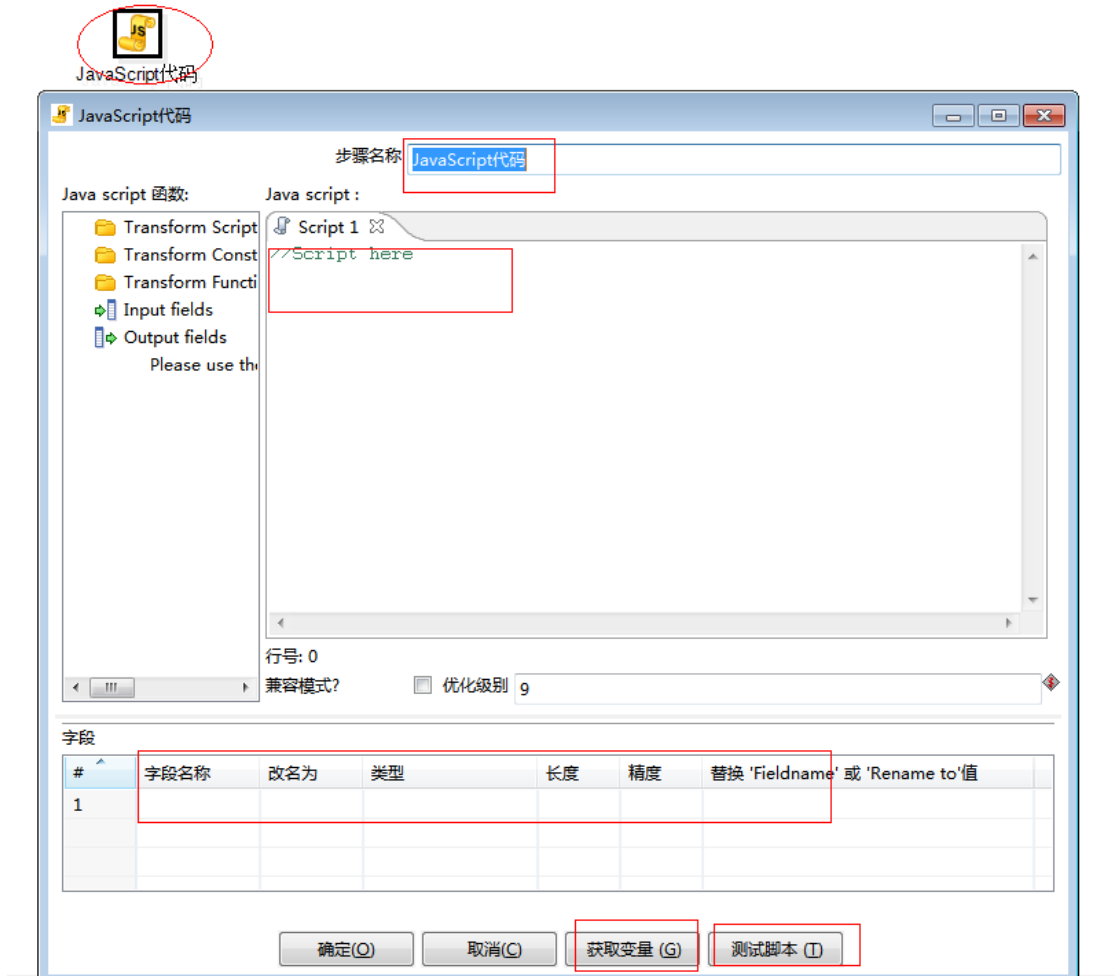 JS
JavaScript代码
JavaScript代码
步骤名称 JavaScript代码
Java script 函数:
Java script :
Transform Script
Transform Const
Transform Functi
Input fields
Output fields
Please use the
Script 1
//Script here
行号: 0
兼容模式?
优化级别 9
字段
# 字段名称 改名为 类型 长度 精度 替换 'Fieldname' 或 'Rename to'值
1
确定(O) 取消(C) 获取变量 (G) 测试脚本 (T)